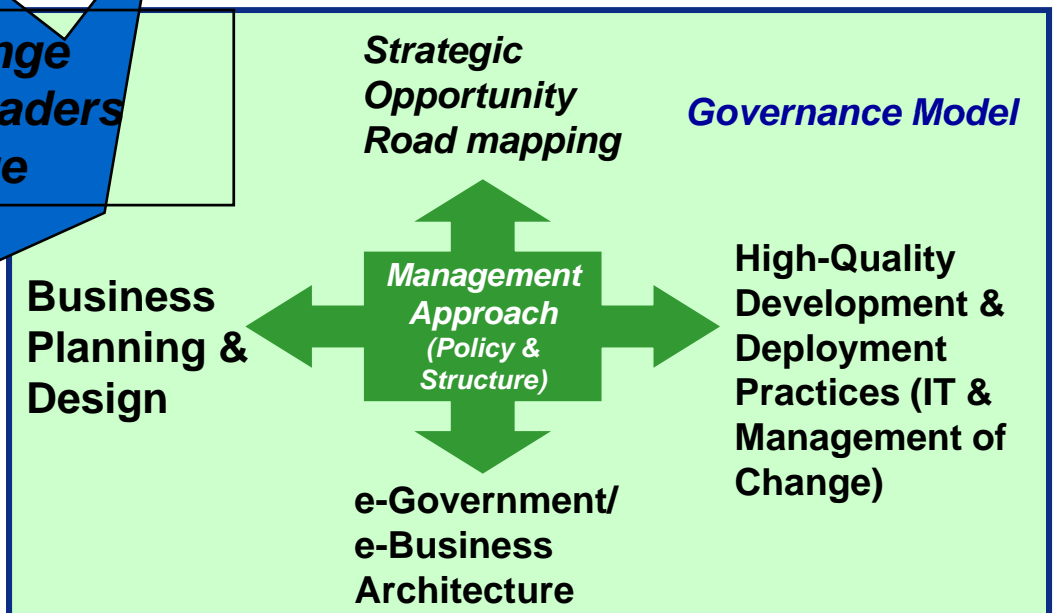 Strategic
Opportunity
Road mapping
Governance Model
Management
Approach
(Policy &
Structure)
Business
Planning &
Design
High-Quality
Development &
Deployment
Practices (IT &
Management of
Change)
e-Government/
e-Business
Architecture